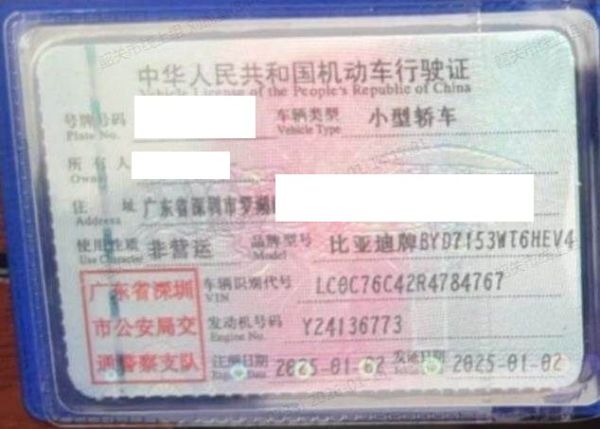 中华人民共和国机动车行驶证
Vehicle License of the People's Republic of China
号牌号码 车辆类型 小型轿车
Plate No. Vehicle Type
所有人
Owner
住址 广东省深圳市罗湖
Address
使用性质 非营运 品牌型号 比亚迪牌BYD7153WT6HEV4
Use Character Model
广东省深圳 车辆识别代号 LC0C76C42R4784767
VIN
市公安局交 发动机号码 Y24136773
Engine No.
通警察支队 注册日期 2025-01-02 发证日期 2025-01-02